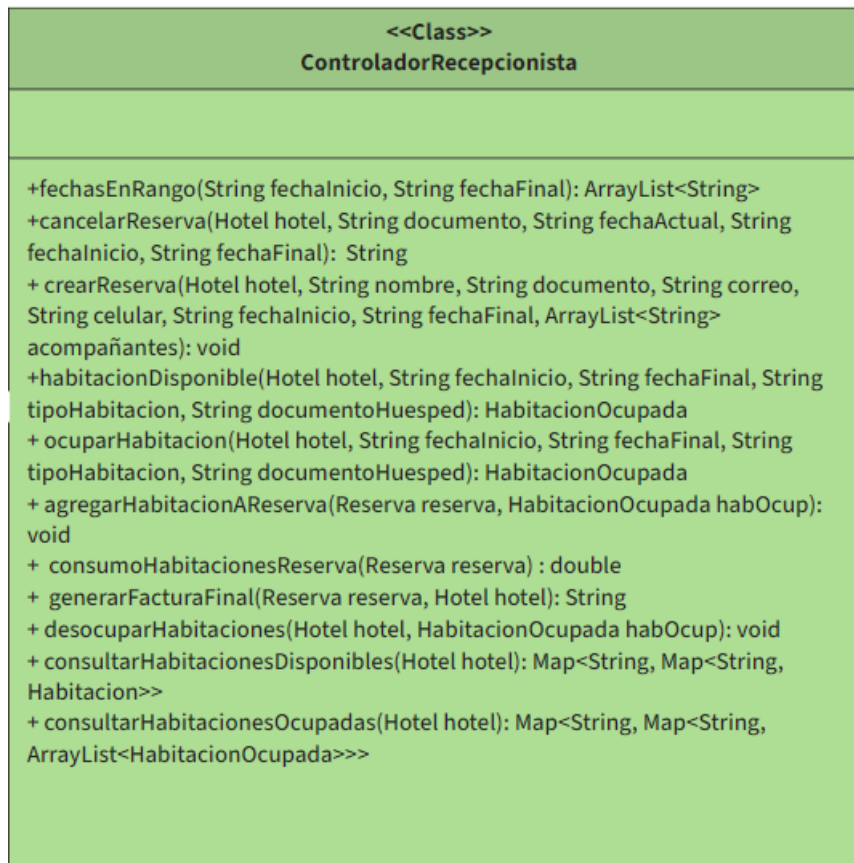 <<Class>>
ControladorRecepcionista
+fechasEnRango(String fechaInicio, String fechaFinal): ArrayList<String>
+cancelarReserva(Hotel hotel, String documento, String fechaActual, String
fechaInicio, String fechaFinal):  String
+ crearReserva(Hotel hotel, String nombre, String documento, String correo,
String celular, String fechaInicio, String fechaFinal, ArrayList<String>
acompañantes): void
+habitacionDisponible(Hotel hotel, String fechaInicio, String fechaFinal, String
tipoHabitacion, String documentoHuesped): HabitacionOcupada
+ ocuparHabitacion(Hotel hotel, String fechaInicio, String fechaFinal, String
tipoHabitacion, String documentoHuesped): HabitacionOcupada
+ agregarHabitacionAReserva(Reserva reserva, HabitacionOcupada habOcup):
void
+  consumoHabitacionesReserva(Reserva reserva) : double
+  generarFacturaFinal(Reserva reserva, Hotel hotel): String
+ desocuparHabitaciones(Hotel hotel, HabitacionOcupada habOcup): void
+ consultarHabitacionesDisponibles(Hotel hotel): Map<String, Map<String,
Habitacion>>
+ consultarHabitacionesOcupadas(Hotel hotel): Map<String, Map<String,
ArrayList<HabitacionOcupada>>>